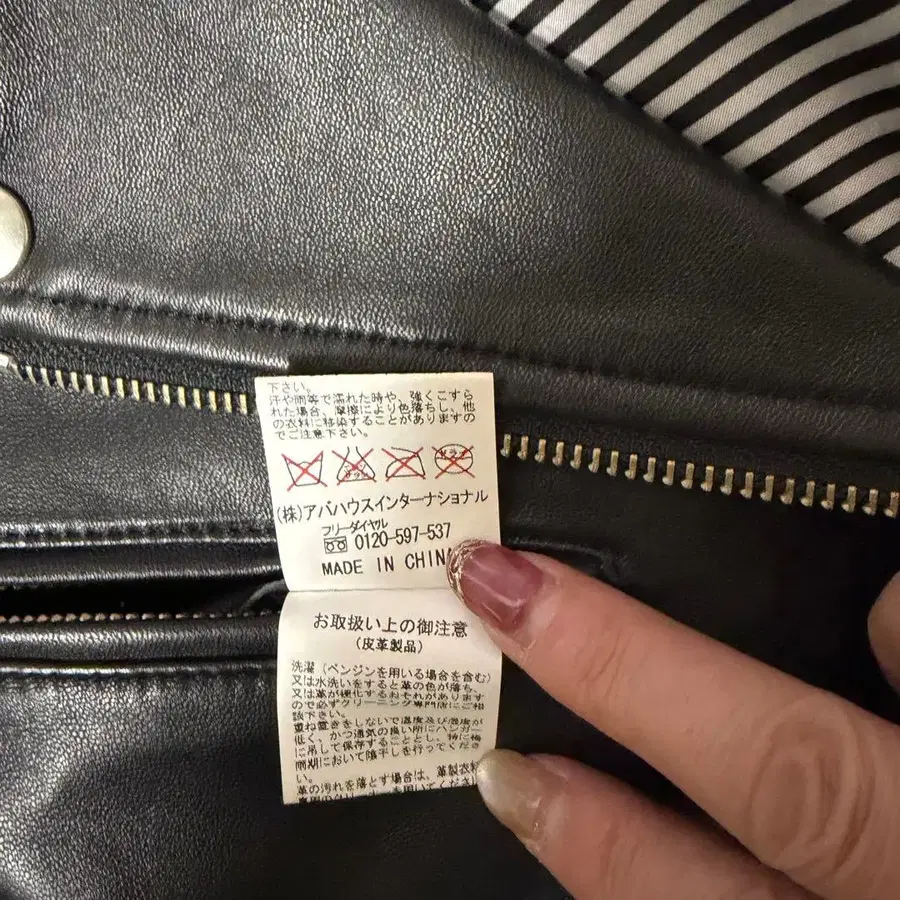 下さい。
汗や雨等で濡れた時や、強くこすら
れた場合、摩擦により色落ちし、他
の衣料に移染することがありますの
でご注意下さい。
(株)アバハウスインターナショナル
フリーダイヤル
0120-597-537
MADE IN CHIN
お取扱い上の御注意
(皮革製品)
洗濯(ベンジンを用いる場合を含む)
又は水洗いをすると革の色が落ち、
又は革が硬化するおそれがあります
ので必ずクリーニング専門店にご相
談下さい。
重ね置きをしないで温度及び湿度が
低く、かつ通気の良い所にハンガー
に吊して保存することとし、特に梅
雨期において陰干しを行ってくださ
い。
革の汚れを落とす場合は、革製衣料